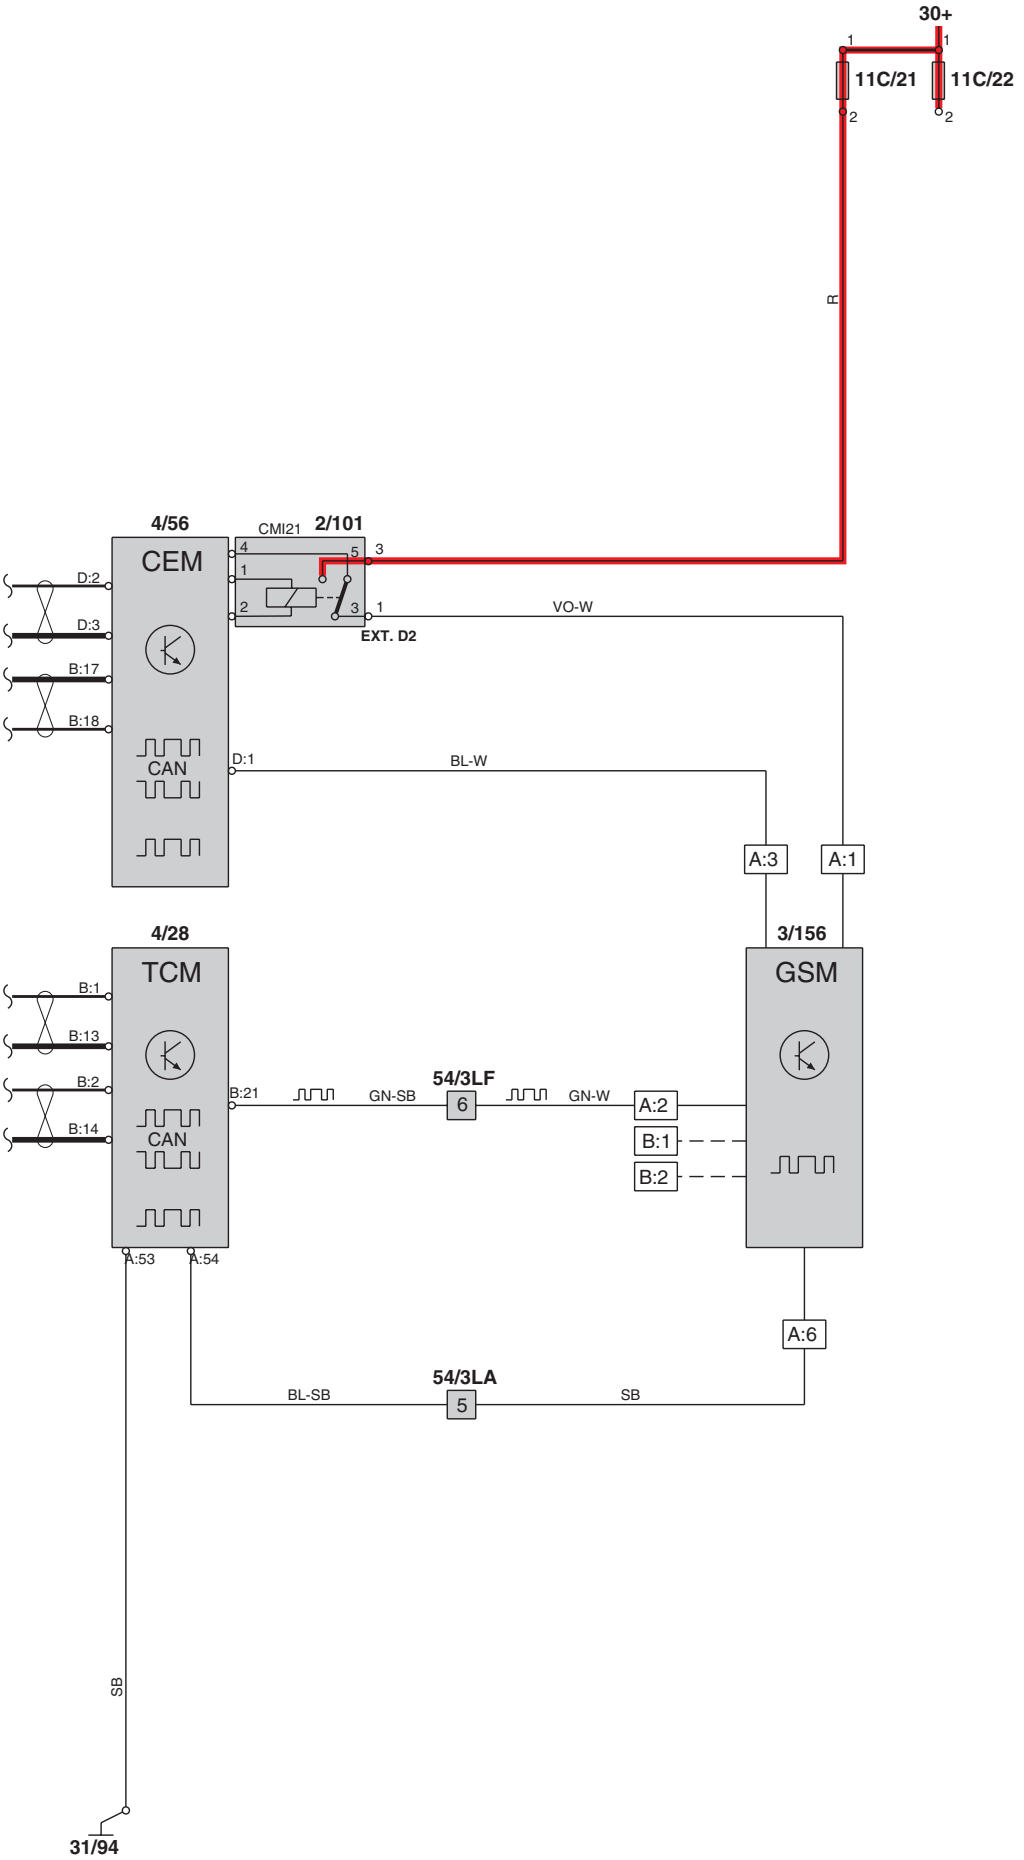 30+
1
1
11C/21
11C/22
2
2
R
4/56
CMI21
2/101
CEM
4
5
3
1
D:2
2
3
1
VO-W
D:3
EXT. D2
B:17
B:18
D:1
BL-W
CAN
A:3
A:1
4/28
3/156
TCM
GSM
B:1
B:13
B:2
B:21
54/3LF
GN-SB
6
GN-W
A:2
B:14
CAN
B:1
B:2
A:53
A:54
A:6
54/3LA
BL-SB
5
SB
SB
31/94